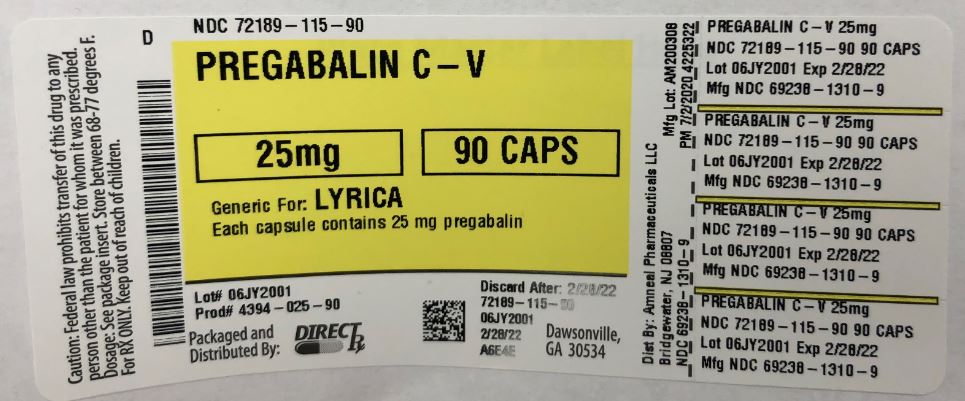 Caution: Federal law prohibits transfer of this drug to any
person other than the patient for whom it was prescribed.
Dosage: See package insert. Store between 68-77 degrees F.
For RX ONLY. Keep out of reach of children.
D
NDC 72189-115-90
PREGABALIN C-V
25mg
90 CAPS
Generic For: LYRICA
Each capsule contains 25 mg pregabalin
Lot# 06JY2001
Prod# 4394-025-90
Packaged and
Distributed By:
DIRECT Rx
Discard After: 2/28/22
72189-115-90
06JY2001
2/28/22
A6E4E
Dawsonville,
GA 30534
Dist By: Amneal Pharmaceuticals LLC
Bridgewater, NJ 08807
NDC 69238-1310-9
Mfg Lot: AM200308
PM 7/2/2020 4225322
PREGABALIN C-V 25mg
NDC 72189-115-90 90 CAPS
Lot 06JY2001 Exp 2/28/22
Mfg NDC 69238-1310-9
PREGABALIN C-V 25mg
NDC 72189-115-90 90 CAPS
Lot 06JY2001 Exp 2/28/22
Mfg NDC 69238-1310-9
PREGABALIN C-V 25mg
NDC 72189-115-90 90 CAPS
Lot 06JY2001 Exp 2/28/22
Mfg NDC 69238-1310-9
PREGABALIN C-V 25mg
NDC 72189-115-90 90 CAPS
Lot 06JY2001 Exp 2/28/22
Mfg NDC 69238-1310-9